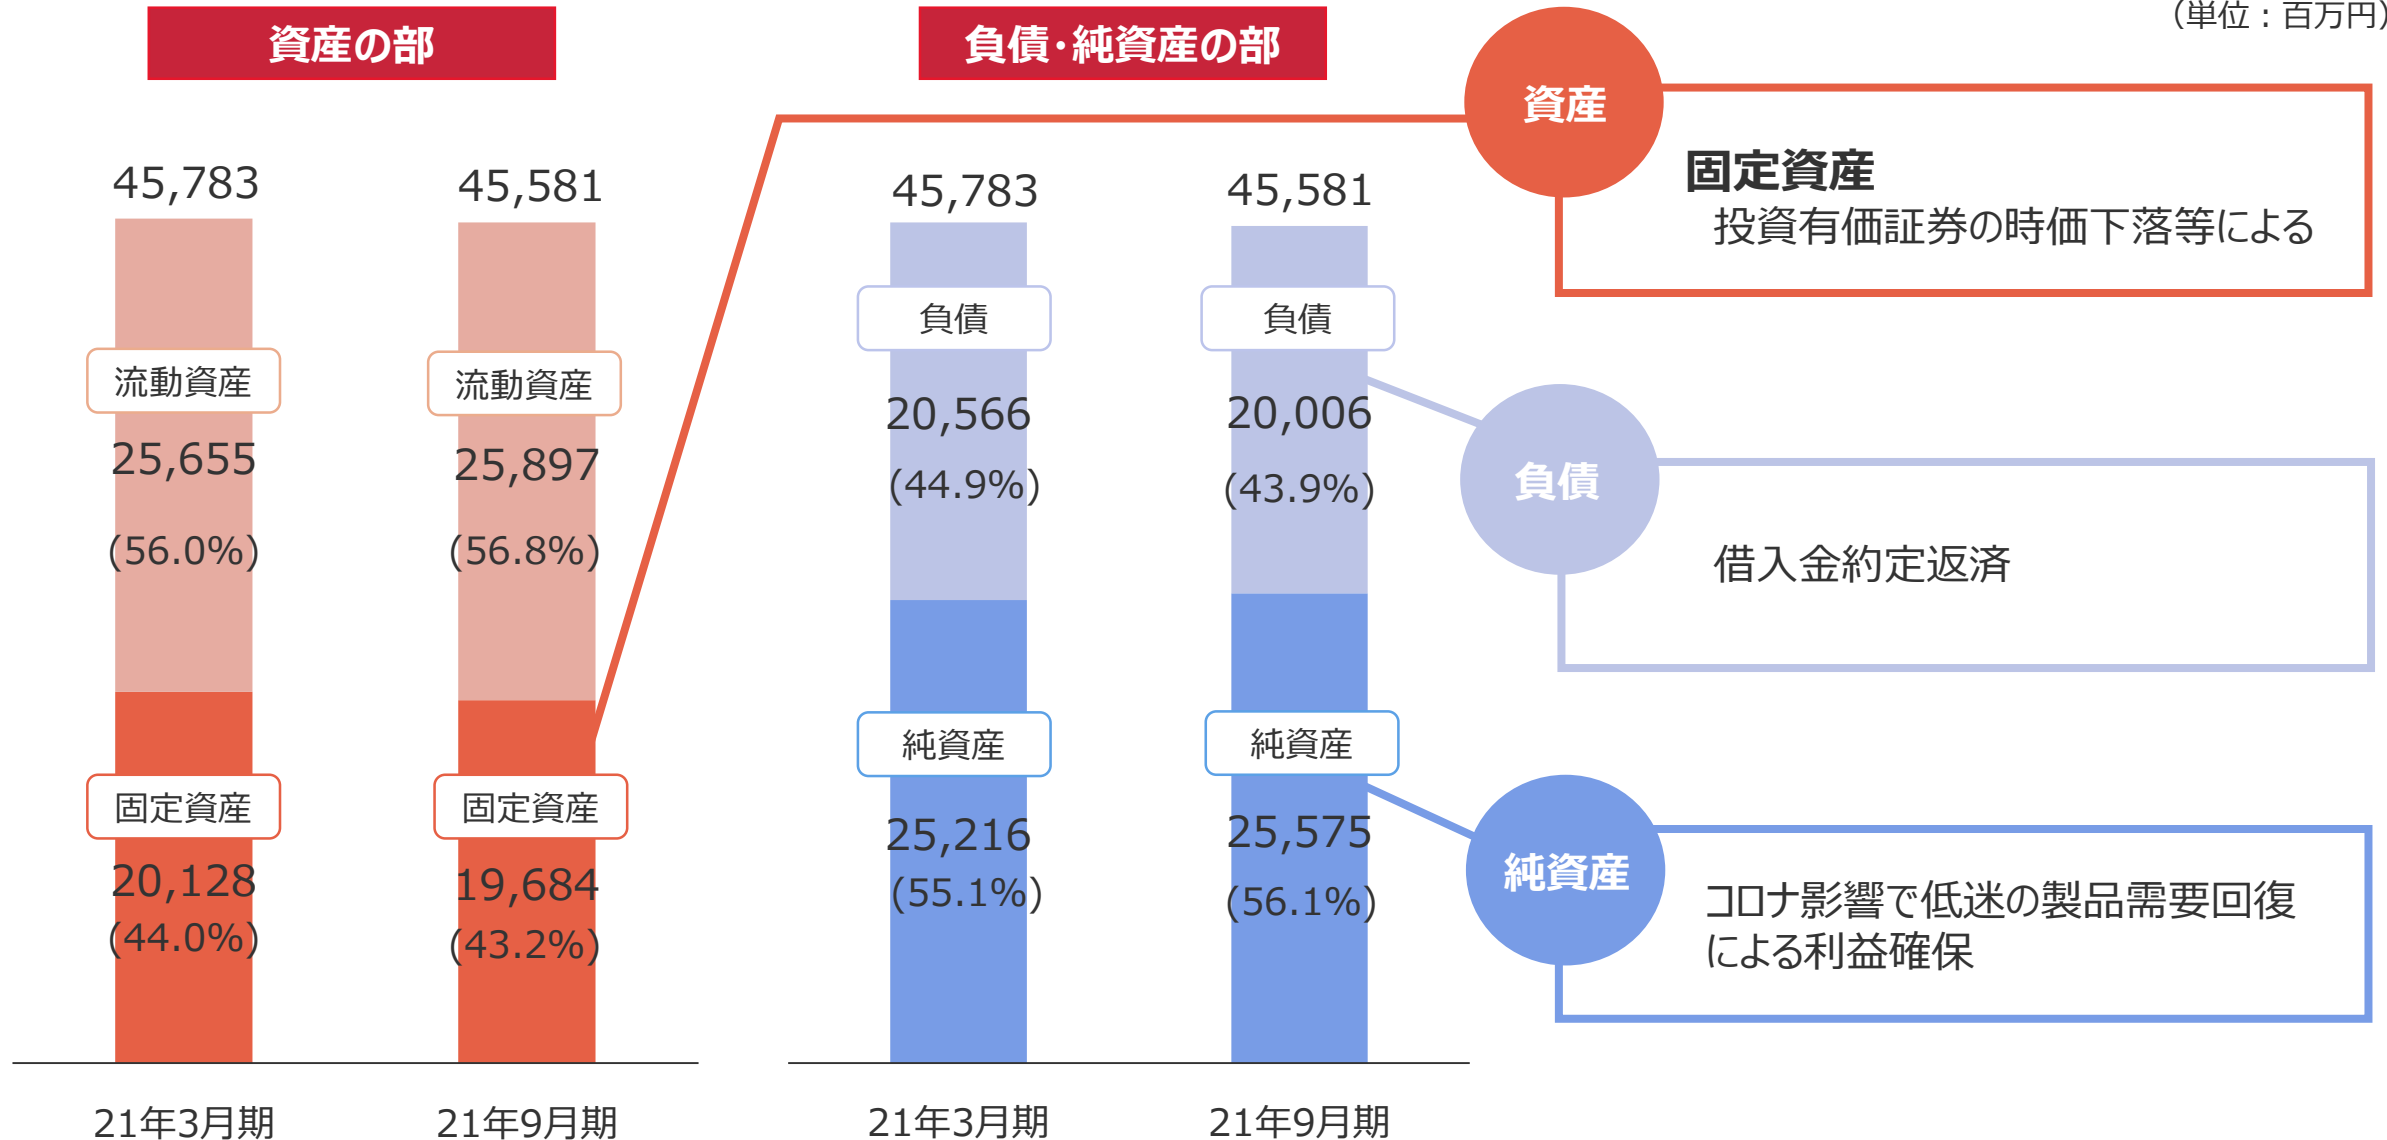 (単位：百万円)
資産の部
45,783
45,581
流動資産
流動資産
25,655
25,897
(56.0%)
(56.8%)
固定資産
固定資産
20,128
19,684
(44.0%)
(43.2%)
21年3月期
21年9月期
負債･純資産の部
45,783
45,581
負債
負債
20,566
20,006
(44.9%)
(43.9%)
純資産
純資産
25,216
25,575
(55.1%)
(56.1%)
21年3月期
21年9月期
資産
固定資産
投資有価証券の時価下落等による
負債
借入金約定返済
純資産
コロナ影響で低迷の製品需要回復
による利益確保